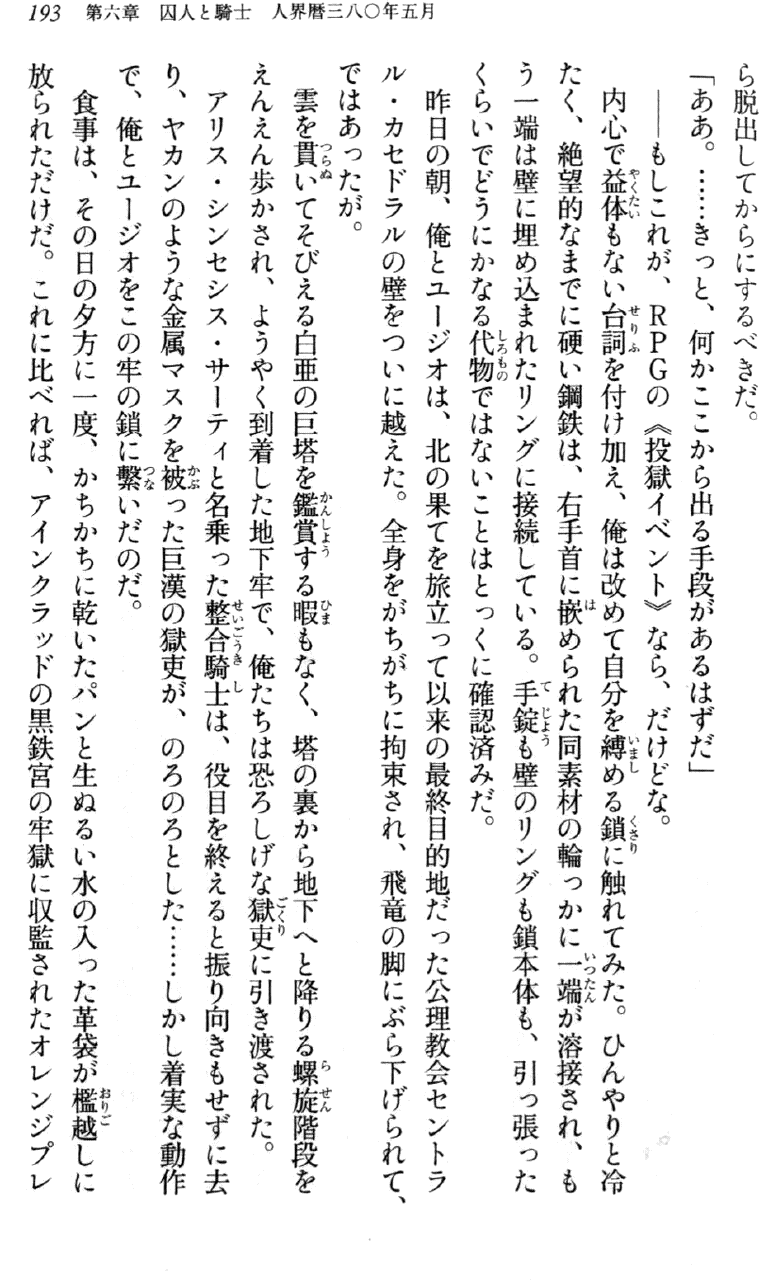 193　第六章　囚人と騎士　人界暦三八〇年五月
ら脱出してからにするべきだ。
「ああ。……きっと、何かここから出る手段があるはずだ」
――もしこれが、RPGの《投獄イベント》なら、だけどな。
内心で益体もない台詞を付け加え、俺は改めて自分を縛める鎖に触れてみた。ひんやりと冷
たく、絶望的なまでに硬い鋼鉄は、右手首に嵌められた同素材の輪っかに一端が溶接され、も
う一端は壁に埋め込まれたリングに接続している。手錠も壁のリングも鎖本体も、引っ張った
くらいでどうにかなる代物ではないことはとっくに確認済みだ。
昨日の朝、俺とユージオは、北の果てを旅立って以来の最終目的地だった公理教会セントラ
ル・カセドラルの壁をついに越えた。全身をがちがちに拘束され、飛竜の脚にぶら下げられて、
ではあったが。
雲を貫いてそびえる白亜の巨塔を鑑賞する暇もなく、塔の裏から地下へと降りる螺旋階段を
えんえん歩かされ、ようやく到着した地下牢で、俺たちは恐ろしげな獄吏に引き渡された。
アリス・シンセシス・サーティと名乗った整合騎士は、役目を終えると振り向きもせずに去
り、ヤカンのような金属マスクを被った巨漢の獄吏が、のろのろとした……しかし着実な動作
で、俺とユージオをこの牢の鎖に繋いだのだ。
食事は、その日の夕方に一度、かちかちに乾いたパンと生ぬるい水の入った革袋が檻越しに
放られただけだ。これに比べれば、アインクラッドの黒鉄宮の牢獄に収監されたオレンジプレ